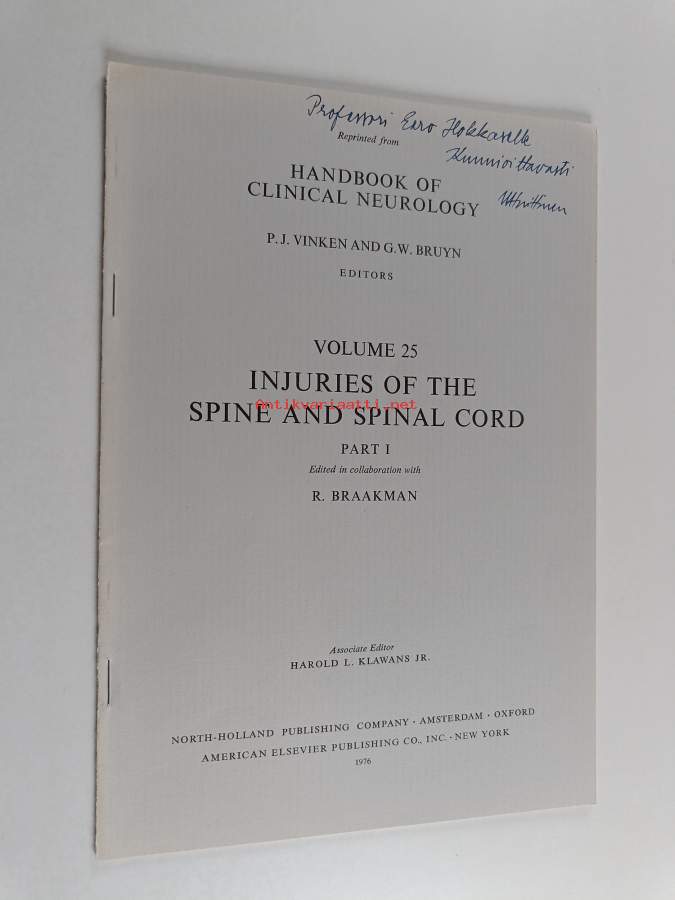 Professori Eero Hokkaselle
Reprinted from
Kunnioittavasti
HANDBOOK OF
CLINICAL NEUROLOGY
P. J. VINKEN AND G. W. BRUYN
EDITORS
VOLUME 25
INJURIES OF THE
Antikvariaatti.net
SPINE AND SPINAL CORD
PART I
Edited in collaboration with
R. BRAAKMAN
Associate Editor
HAROLD L. KLAWANS JR.
NORTH-HOLLAND PUBLISHING COMPANY · AMSTERDAM · OXFORD
AMERICAN ELSEVIER PUBLISHING CO., INC. · NEW YORK
1976